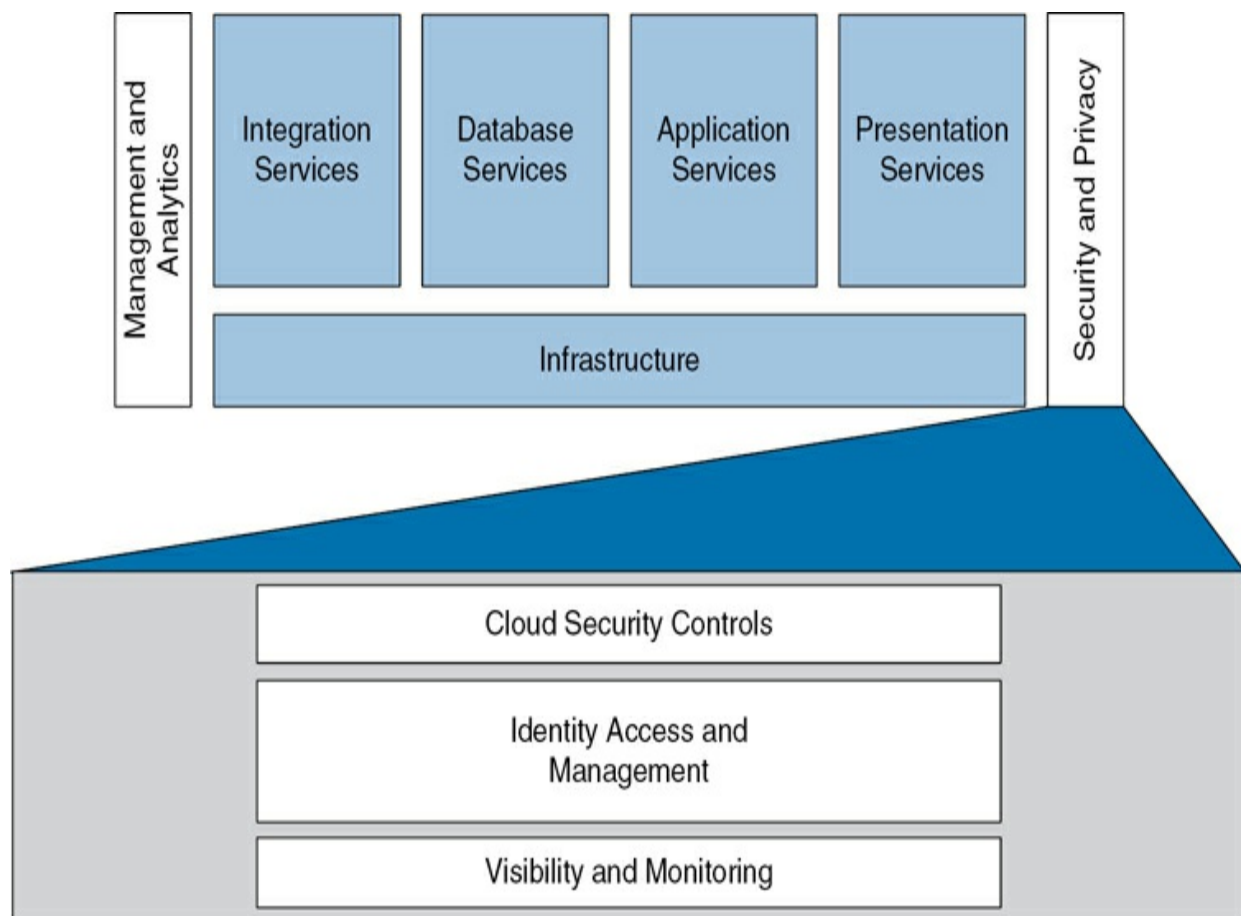 Management and
Analytics
Integration
Services
Database
Services
Application
Services
Presentation
Services
Security and Privacy
Infrastructure
Cloud Security Controls
Identity Access and
Management
Visibility and Monitoring